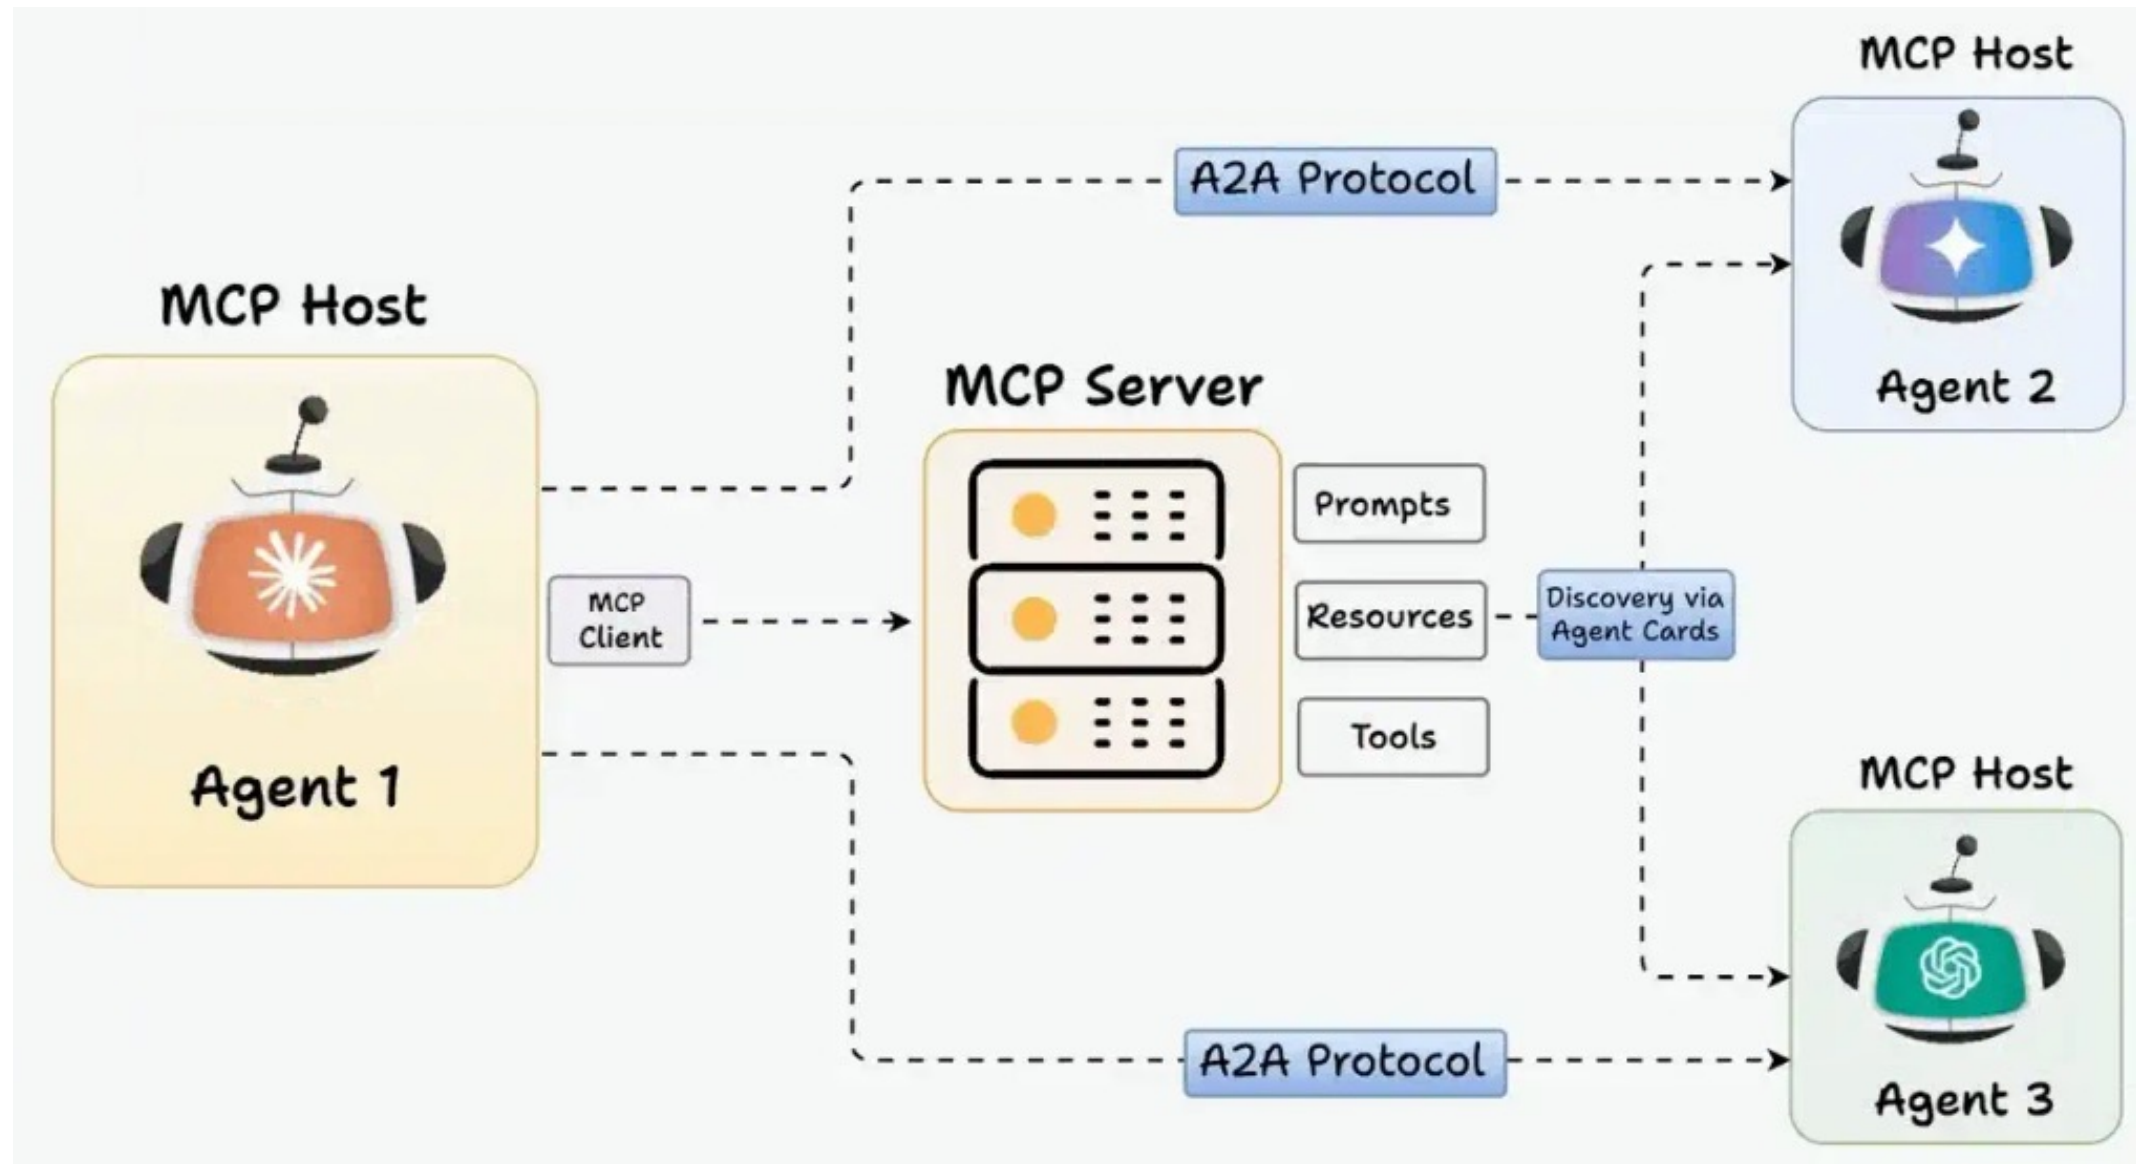 MCP Host
A2A Protocol
MCP Host
MCP Server
Agent 2
Prompts
MCP
Client
Resources
Discovery via
Agent Cards
Tools
Agent 1
MCP Host
A2A Protocol
Agent 3